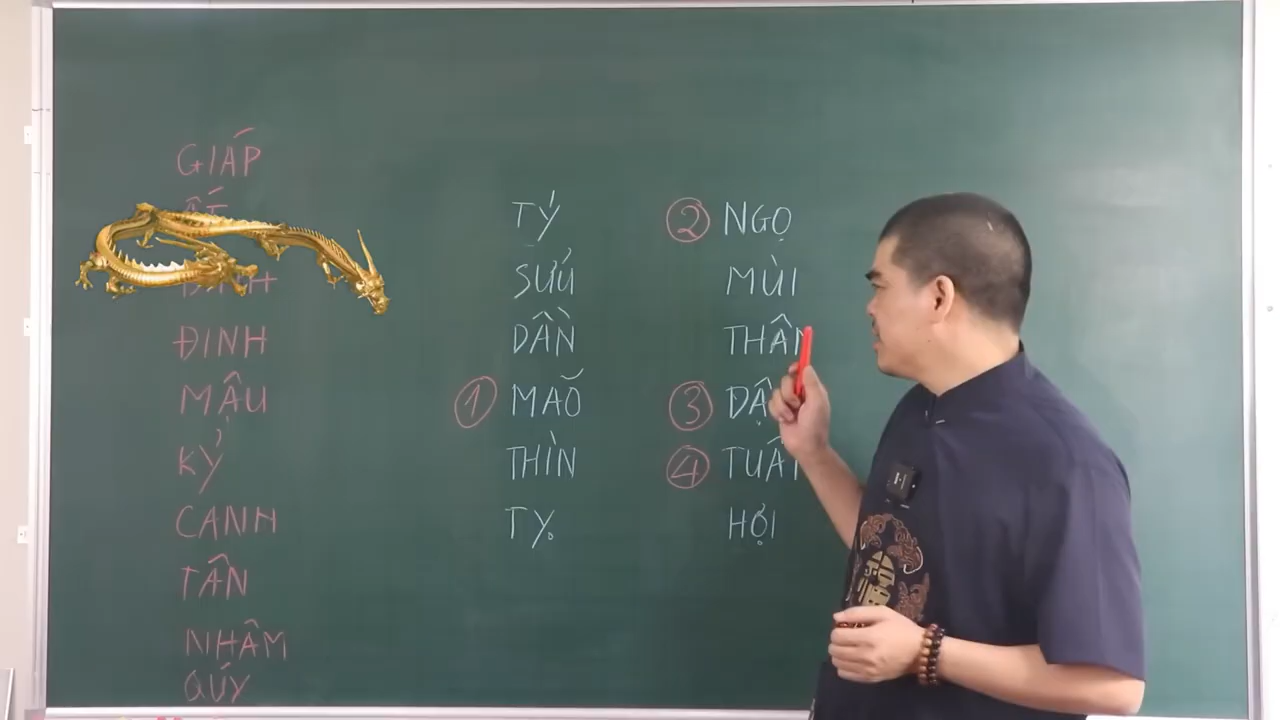 GIÁP
ĐINH
MẬU
KỶ
CANH
TÂN
NHÂM
QUÝ
TÝ
SỬU
DẦN
① MÃO
THÌN
TỴ
② NGỌ
MÙI
THÂN
③ DẬ
④ TUẤT
HỢI